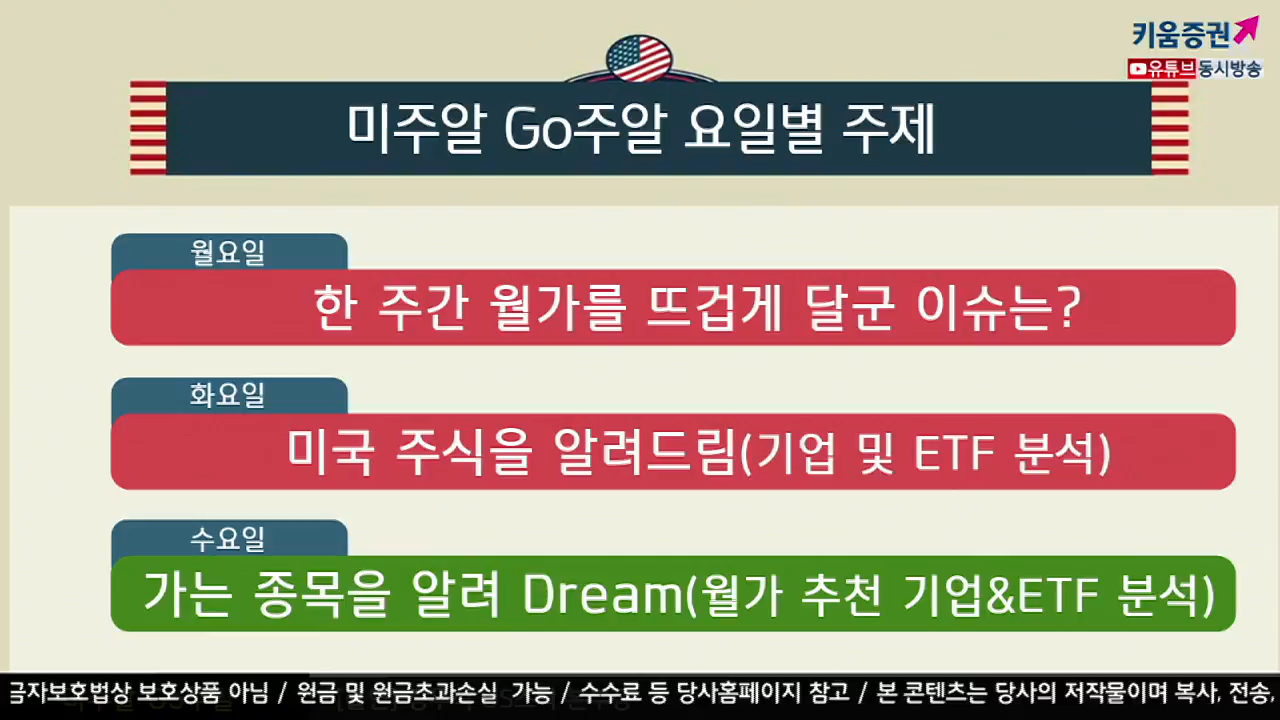 키움증권
유튜브 동시방송
미주알 Go주알 요일별 주제
월요일
한 주간 월가를 뜨겁게 달군 이슈는?
화요일
미국 주식을 알려드림(기업 및 ETF 분석)
수요일
가는 종목을 알려 Dream(월가 추천 기업&ETF 분석)
금자보호법상 보호상품 아님 / 원금 및 원금초과손실 가능 / 수수료 등 당사홈페이지 참고 / 본 콘텐츠는 당사의 저작물이며 복사, 전송,